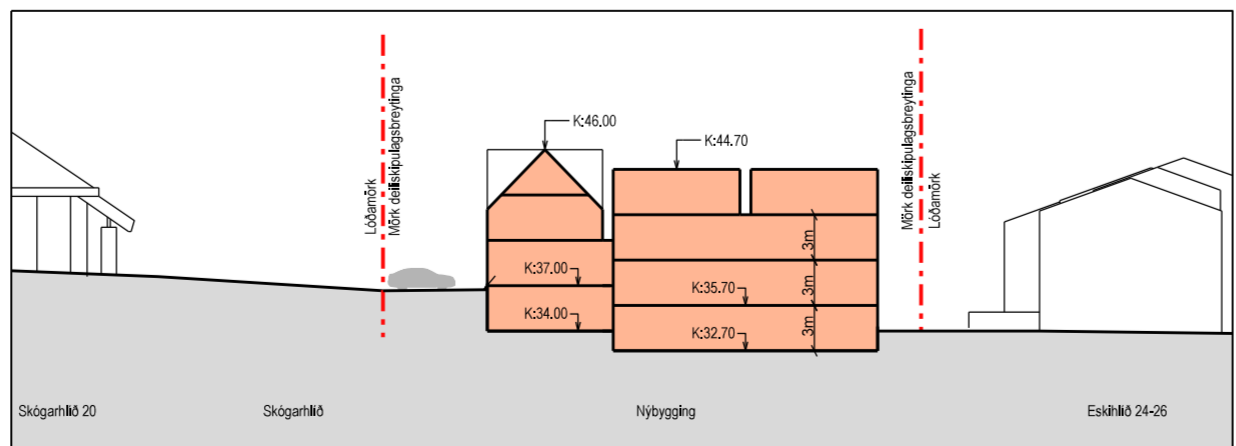 K:46.00
K:44.70
Lóðamörk
Mörk deiliskipulagsbreytinga
Mörk deiliskipulagsbreytinga
Lóðamörk
3m
K:37.00
K:35.70
3m
K:34.00
K:32.70
3m
Skógarhlíð 20
Skógarhlíð
Nýbygging
Eskihlíð 24-26